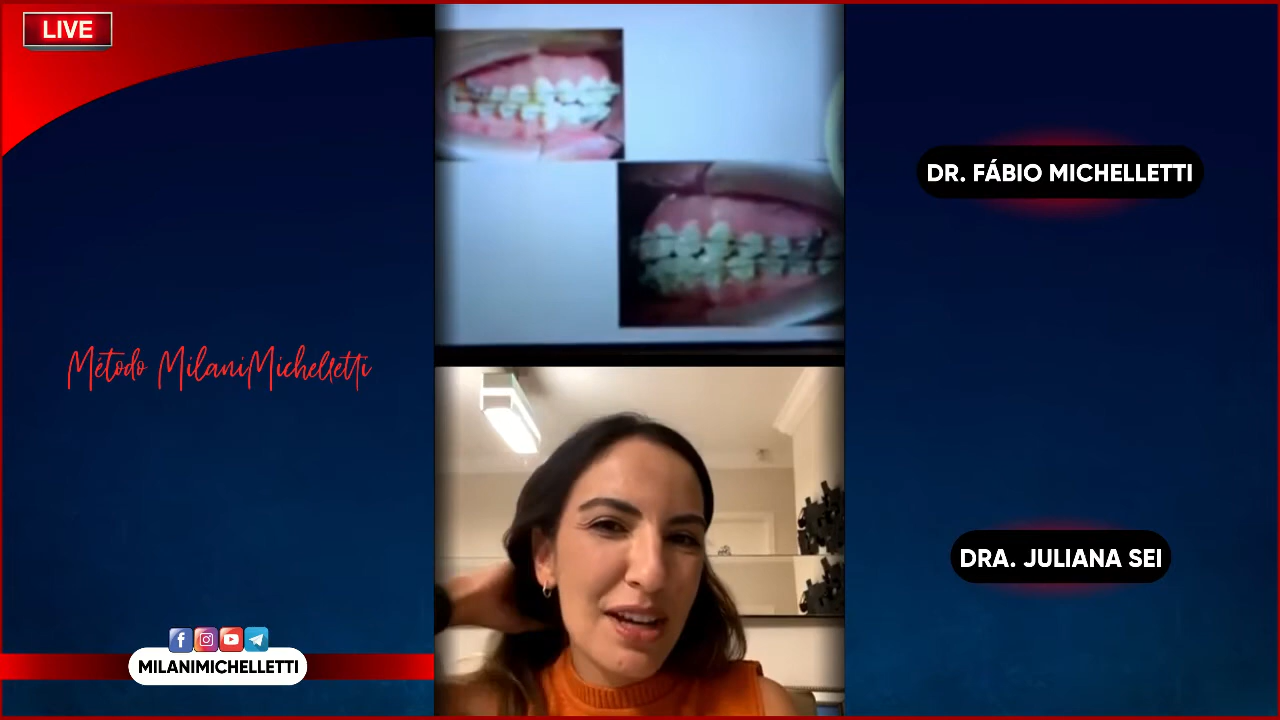 LIVE
DR. FÁBIO MICHELLETTI
Método MilaniMichelletti
DRA. JULIANA SEI
MILANIMICHELLETTI